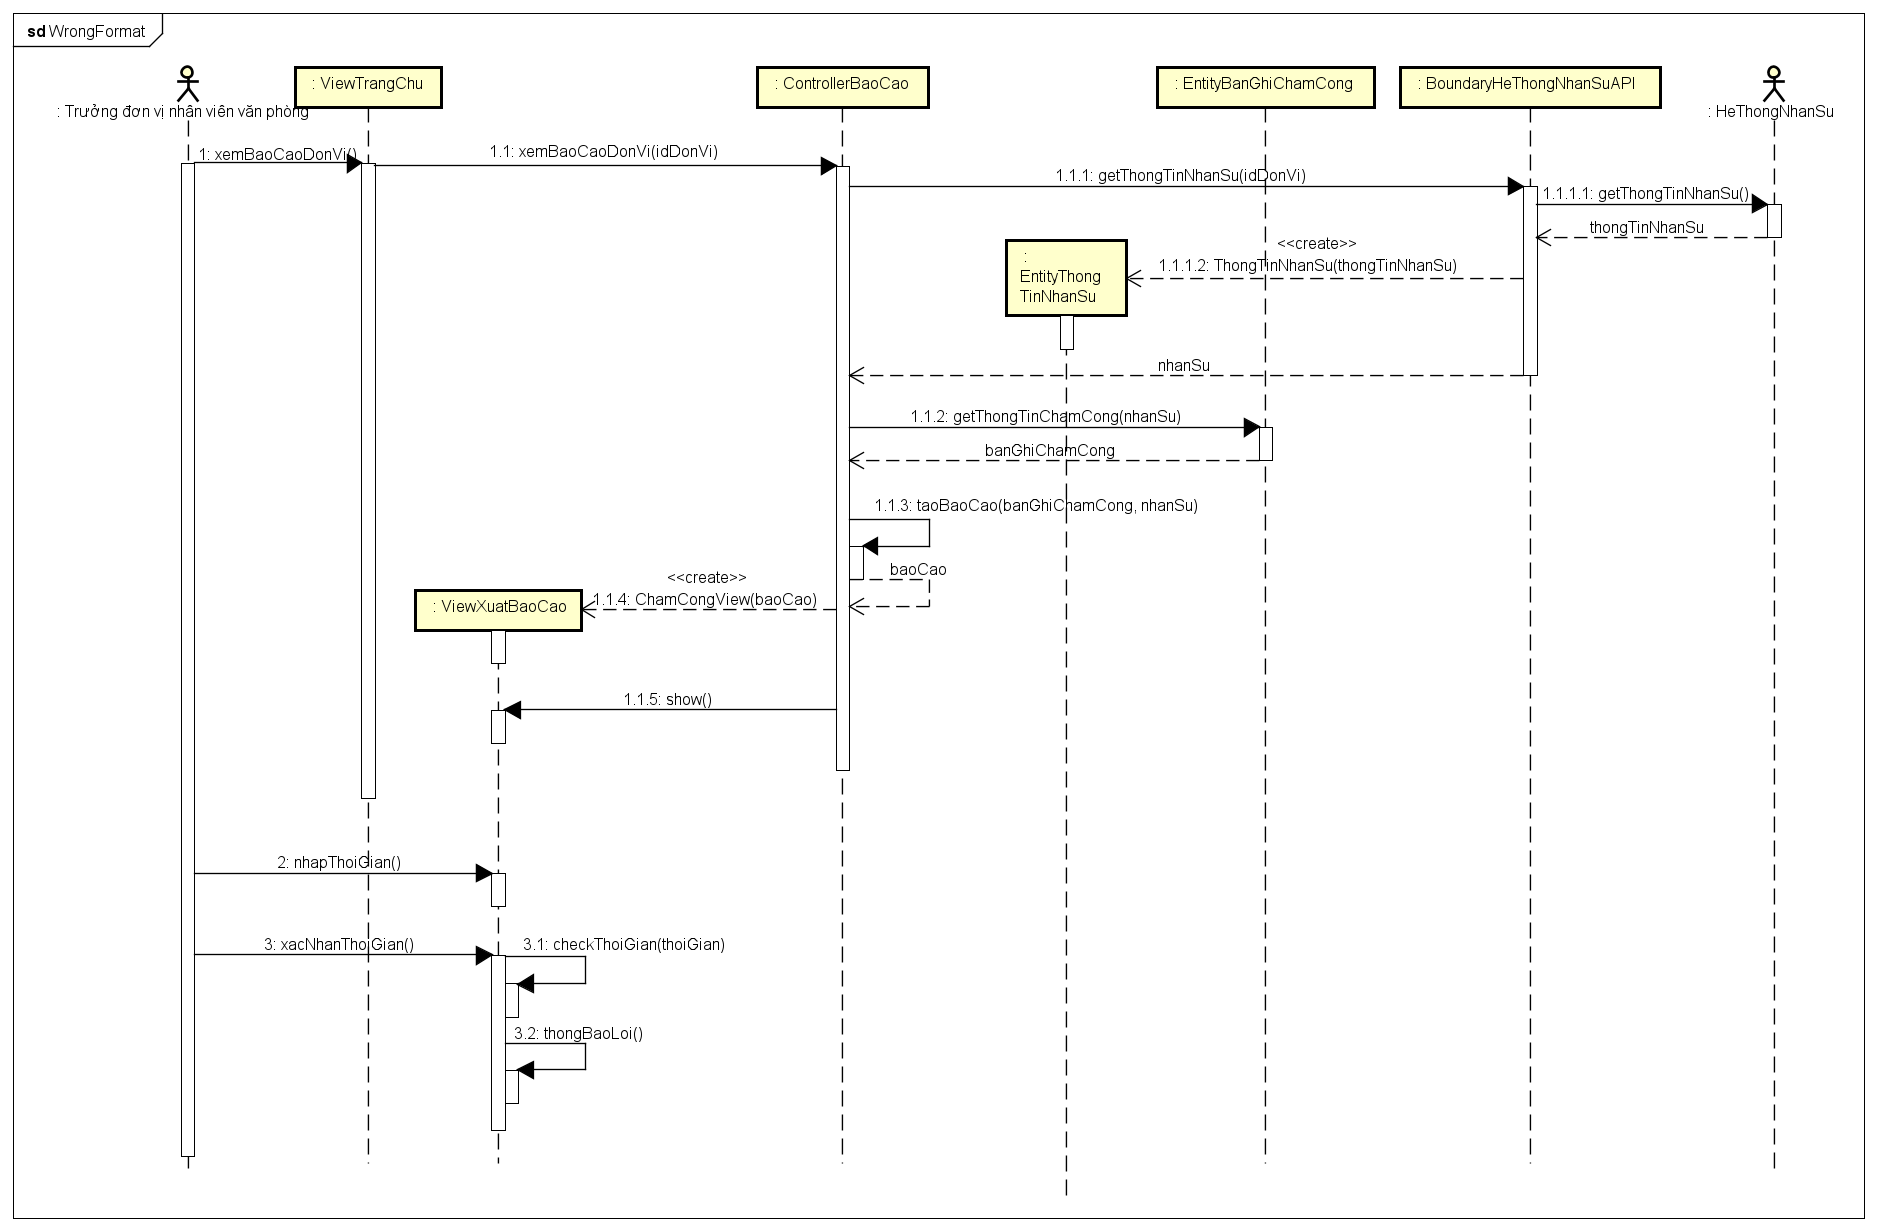 sd WrongFormat
: Trưởng đơn vị nhân viên văn phòng
: ViewTrangChu
: ControllerBaoCao
: EntityBanGhiChamCong
: BoundaryHeThongNhanSuAPI
: HeThongNhanSu
1: xemBaoCaoDonVi()
1.1: xemBaoCaoDonVi(idDonVi)
1.1.1: getThongTinNhanSu(idDonVi)
1.1.1.1: getThongTinNhanSu()
thongTinNhanSu
<<create>>
1.1.1.2: ThongTinNhanSu(thongTinNhanSu)
:
EntityThong
TinNhanSu
nhanSu
1.1.2: getThongTinChamCong(nhanSu)
banGhiChamCong
1.1.3: taoBaoCao(banGhiChamCong, nhanSu)
baoCao
<<create>>
1.1.4: ChamCongView(baoCao)
: ViewXuatBaoCao
1.1.5: show()
2: nhapThoiGian()
3: xacNhanThoiGian()
3.1: checkThoiGian(thoiGian)
3.2: thongBaoLoi()